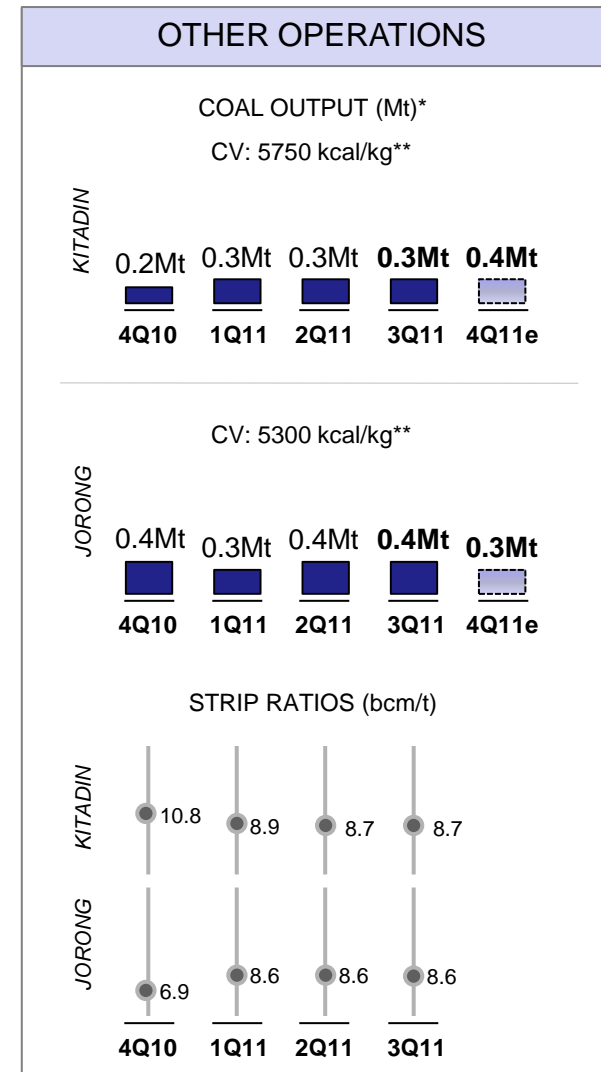 OTHER OPERATIONS
COAL OUTPUT (Mt)*
CV: 5750 kcal/kg**
KITADIN
0.2Mt 0.3Mt 0.3Mt 0.3Mt 0.4Mt
4Q10 1Q11 2Q11 3Q11 4Q11e
CV: 5300 kcal/kg**
JORONG
0.4Mt 0.3Mt 0.4Mt 0.4Mt 0.3Mt
4Q10 1Q11 2Q11 3Q11 4Q11e
STRIP RATIOS (bcm/t)
KITADIN
10.8 8.9 8.7 8.7
JORONG
6.9 8.6 8.6 8.6
4Q10 1Q11 2Q11 3Q11